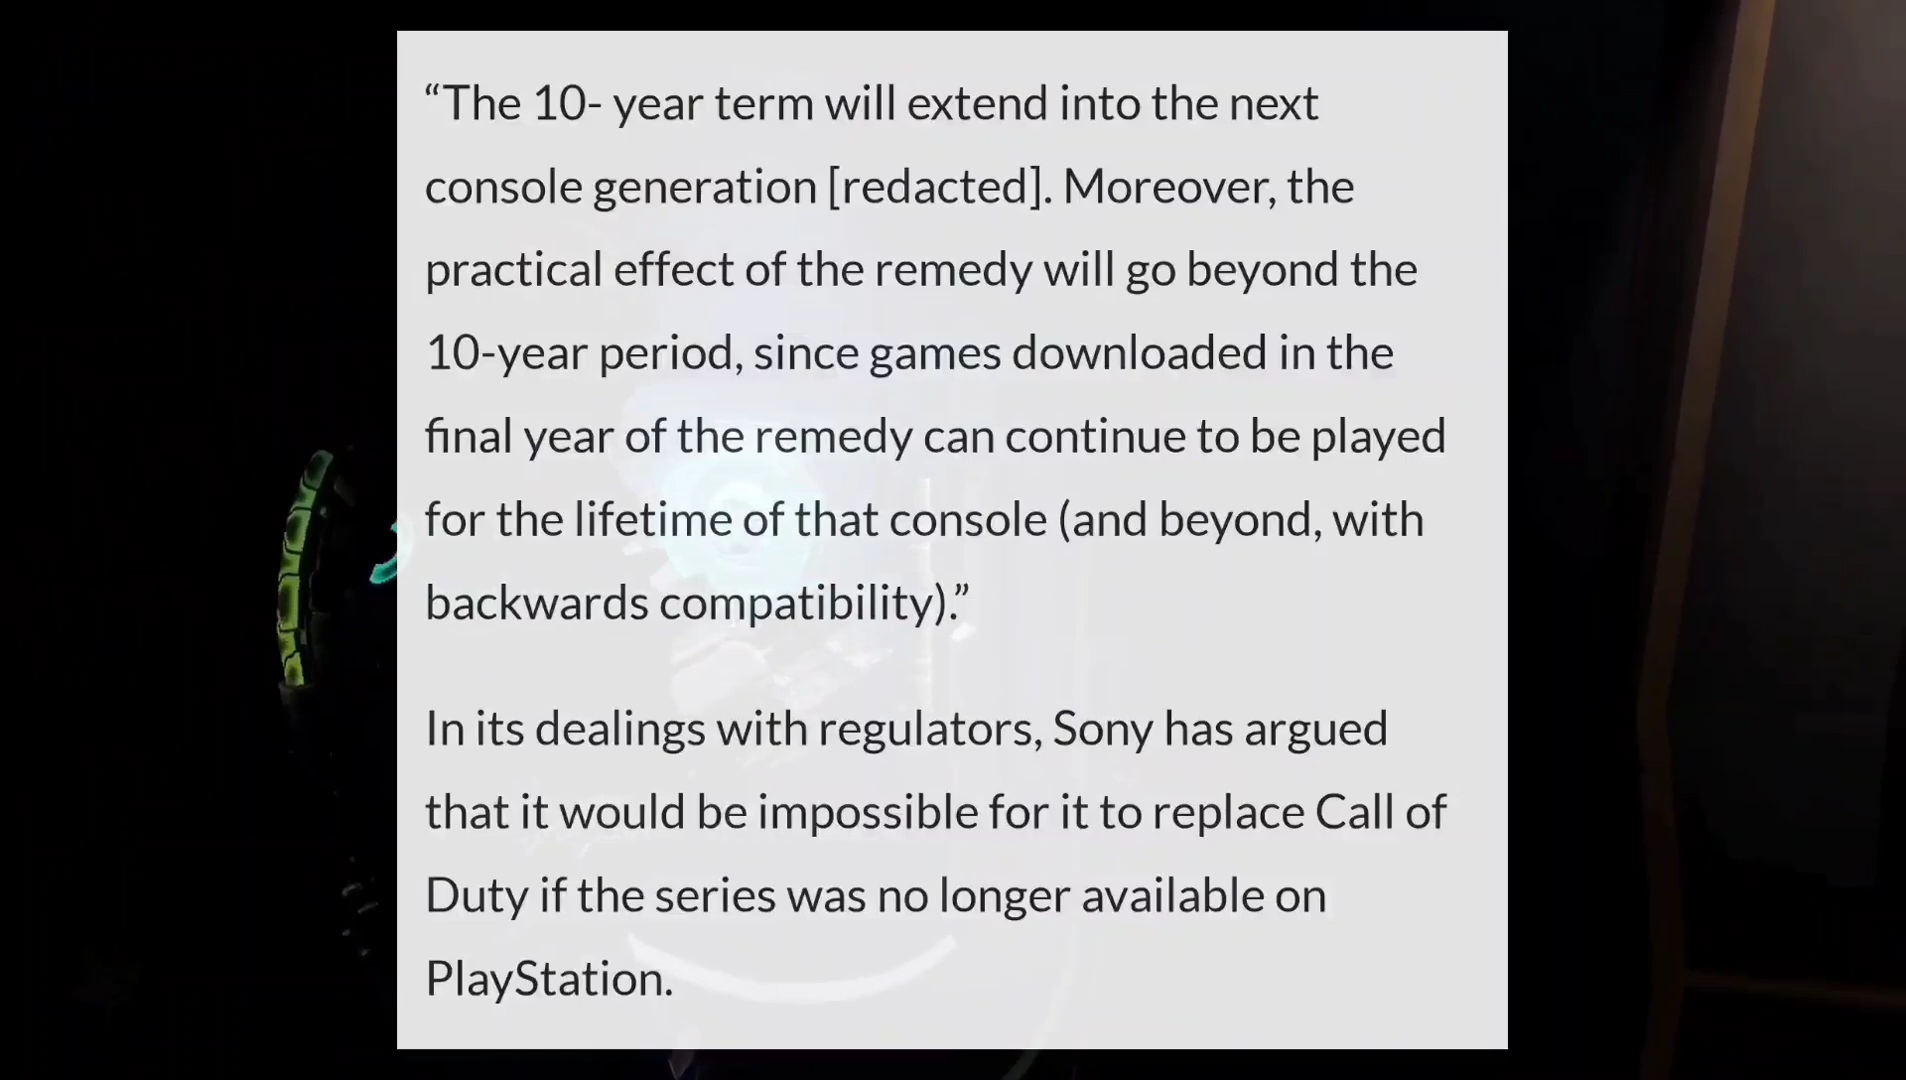 “The 10- year term will extend into the next
console generation [redacted]. Moreover, the
practical effect of the remedy will go beyond the
10-year period, since games downloaded in the
final year of the remedy can continue to be played
for the lifetime of that console (and beyond, with
backwards compatibility).”
In its dealings with regulators, Sony has argued
that it would be impossible for it to replace Call of
Duty if the series was no longer available on
PlayStation.